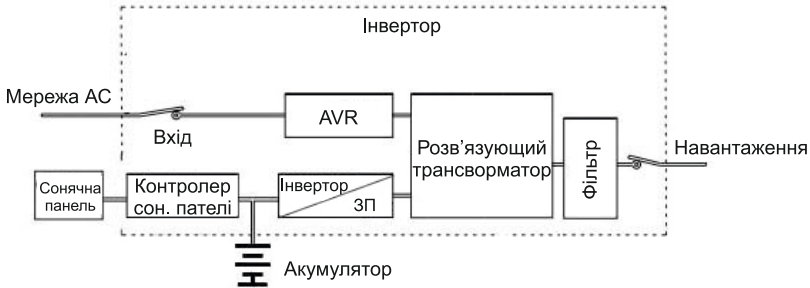 Інвертор
Мережа АС
Вхід
AVR
Розв'язуючий
трансворматор
Фільтр
Навантаження
Сонячна
панель
Контролер
сон. пателі
Інвертор
ЗП
Акумулятор